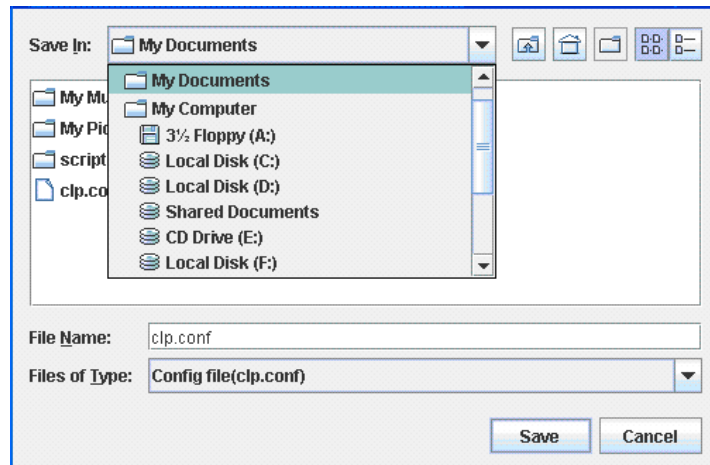 Save In: My Documents
My Documents
My Computer
3½ Floppy (A:)
Local Disk (C:)
Local Disk (D:)
Shared Documents
CD Drive (E:)
Local Disk (F:)
My Mu
My Pic
script
clp.co
File Name: clp.conf
Files of Type: Config file(clp.conf)
Save Cancel